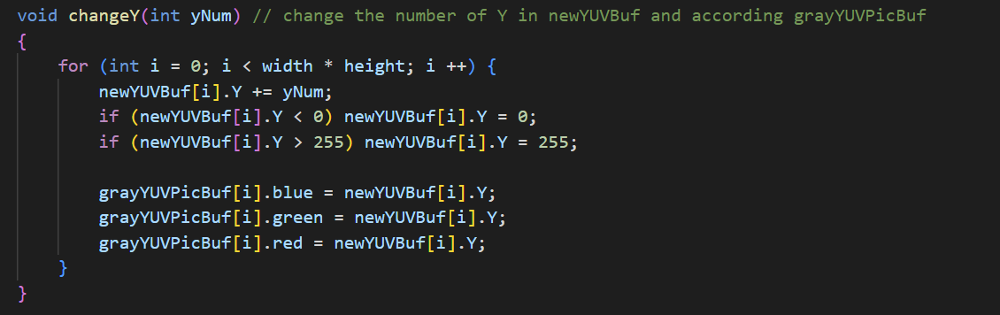 void changeY(int yNum) // change the number of Y in newYUVBuf and according grayYUVPicBuf
{
    for (int i = 0; i < width * height; i ++) {
        newYUVBuf[i].Y += yNum;
        if (newYUVBuf[i].Y < 0) newYUVBuf[i].Y = 0;
        if (newYUVBuf[i].Y > 255) newYUVBuf[i].Y = 255;

        grayYUVPicBuf[i].blue = newYUVBuf[i].Y;
        grayYUVPicBuf[i].green = newYUVBuf[i].Y;
        grayYUVPicBuf[i].red = newYUVBuf[i].Y;
    }
}